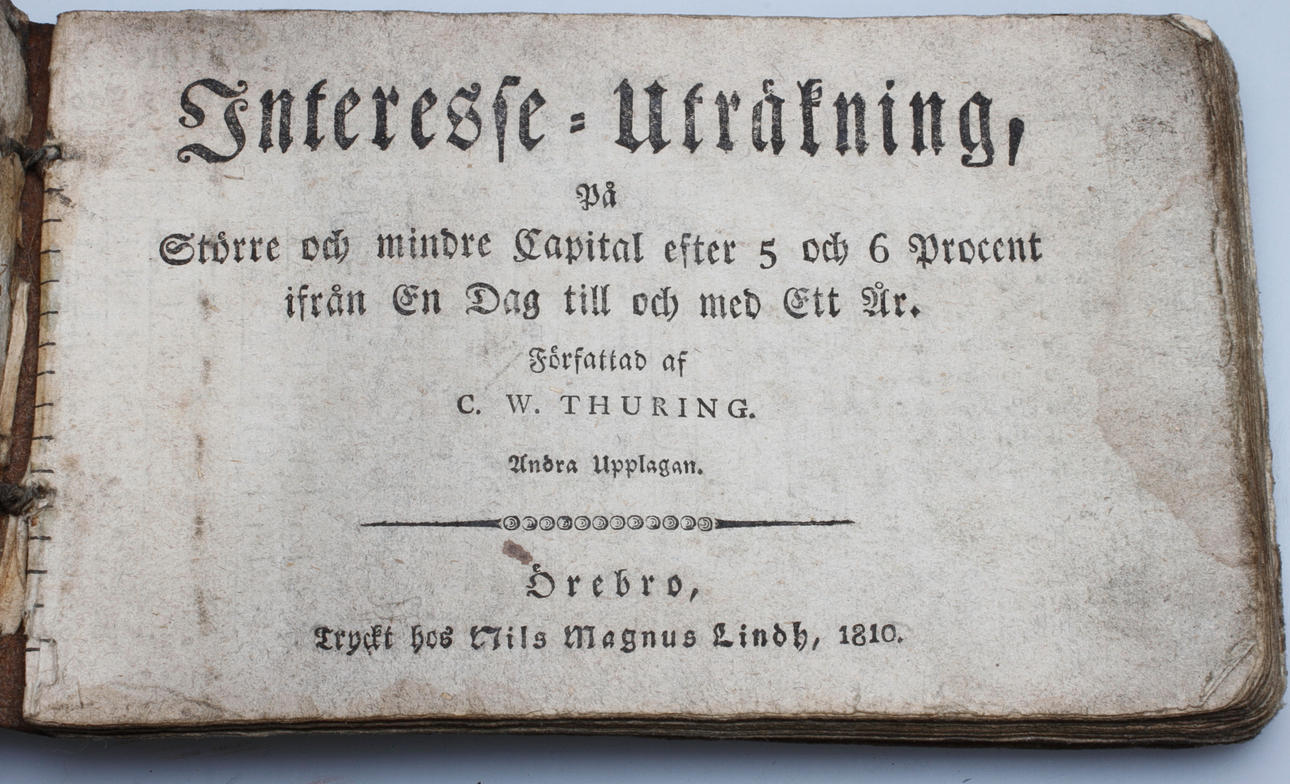 Interesse-Uträkning,
På
Större och mindre Capital efter 5 och 6 Procent
ifrån En Dag till och med Ett År.
Författad af
C. W. THURING.
Andra Upplagan.
Örebro,
Tryckt hos Nils Magnus Lindh, 1810.